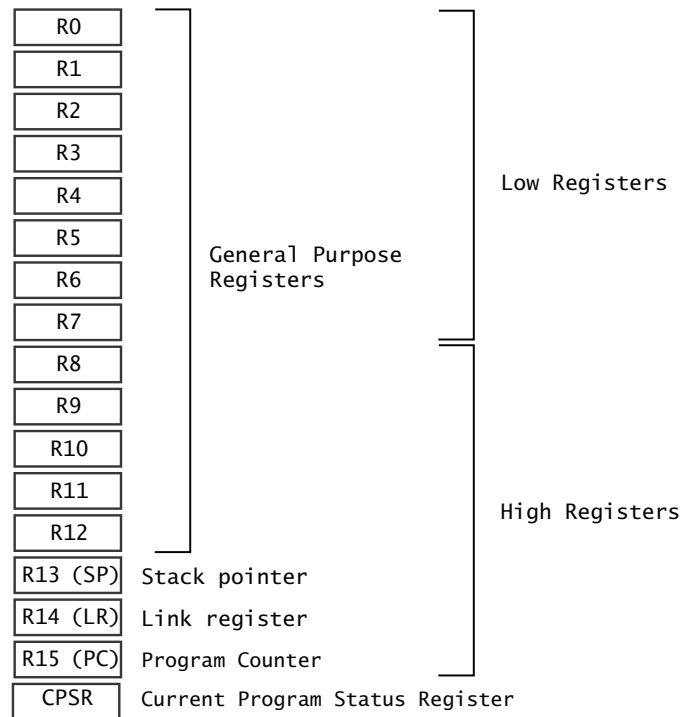 R0
R1
R2
R3
R4
Low Registers
R5
General Purpose
Registers
R6
R7
R8
R9
R10
R11
High Registers
R12
R13 (SP) Stack pointer
R14 (LR) Link register
R15 (PC) Program Counter
CPSR Current Program Status Register